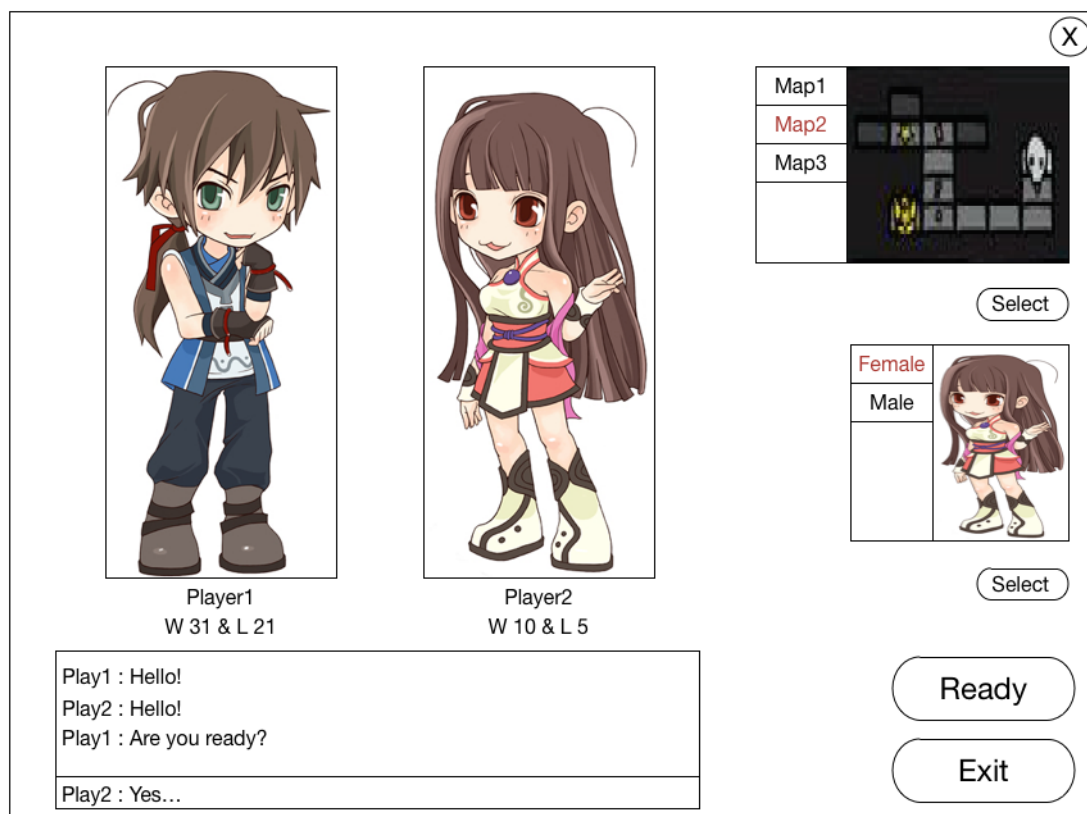 X
Map1
Map2
Map3
Select
Female
Male
Select
Player1
W 31 & L 21
Player2
W 10 & L 5
Play1 : Hello!
Play2 : Hello!
Play1 : Are you ready?
Play2 : Yes...
Ready
Exit